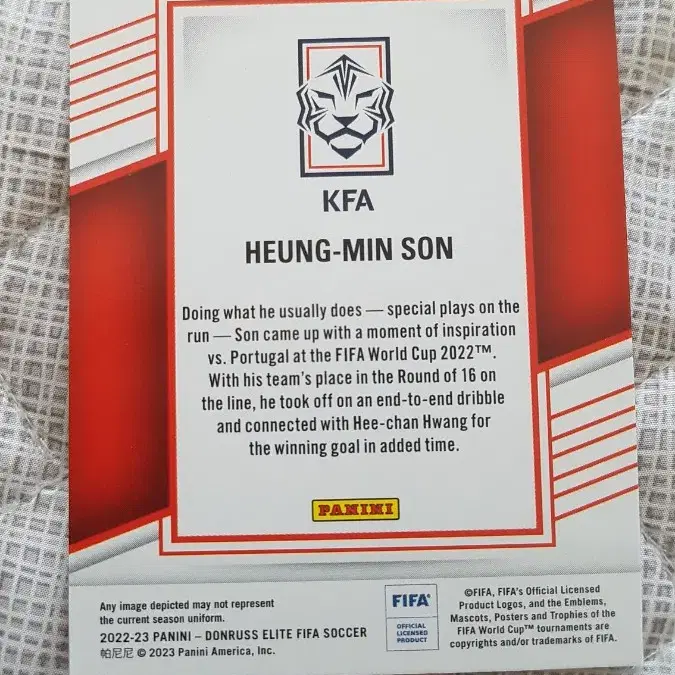 KFA
HEUNG-MIN SON
Doing what he usually does — special plays on the
run — Son came up with a moment of inspiration
vs. Portugal at the FIFA World Cup 2022™.
With his team's place in the Round of 16 on
the line, he took off on an end-to-end dribble
and connected with Hee-chan Hwang for
the winning goal in added time.
PANINI
Any image depicted may not represent
the current season uniform.
2022-23 PANINI – DONRUSS ELITE FIFA SOCCER
帕尼尼 © 2023 Panini America, Inc.
FIFA®
OFFICIAL
LICENSED
PRODUCT
©FIFA, FIFA's Official Licensed
Product Logos, and the Emblems,
Mascots, Posters and Trophies of the
FIFA World Cup™ tournaments are
copyrights and/or trademarks of FIFA.